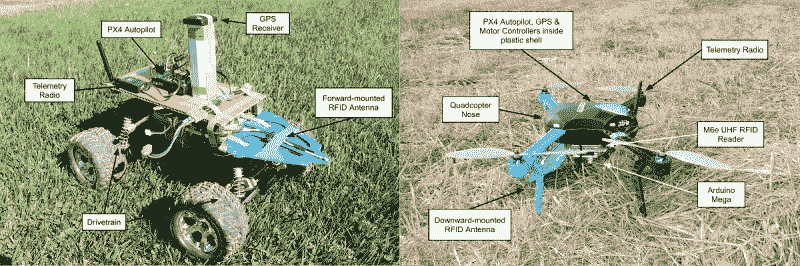 GPS
Receiver
PX4 Autopilot
Telemetry
Radio
Forward-mounted
RFID Antenna
Drivetrain
PX4 Autopilot, GPS &
Motor Controllers inside
plastic shell
Telemetry Radio
Quadcopter
Nose
M6e UHF RFID
Reader
Arduino
Mega
Downward-mounted
RFID Antenna